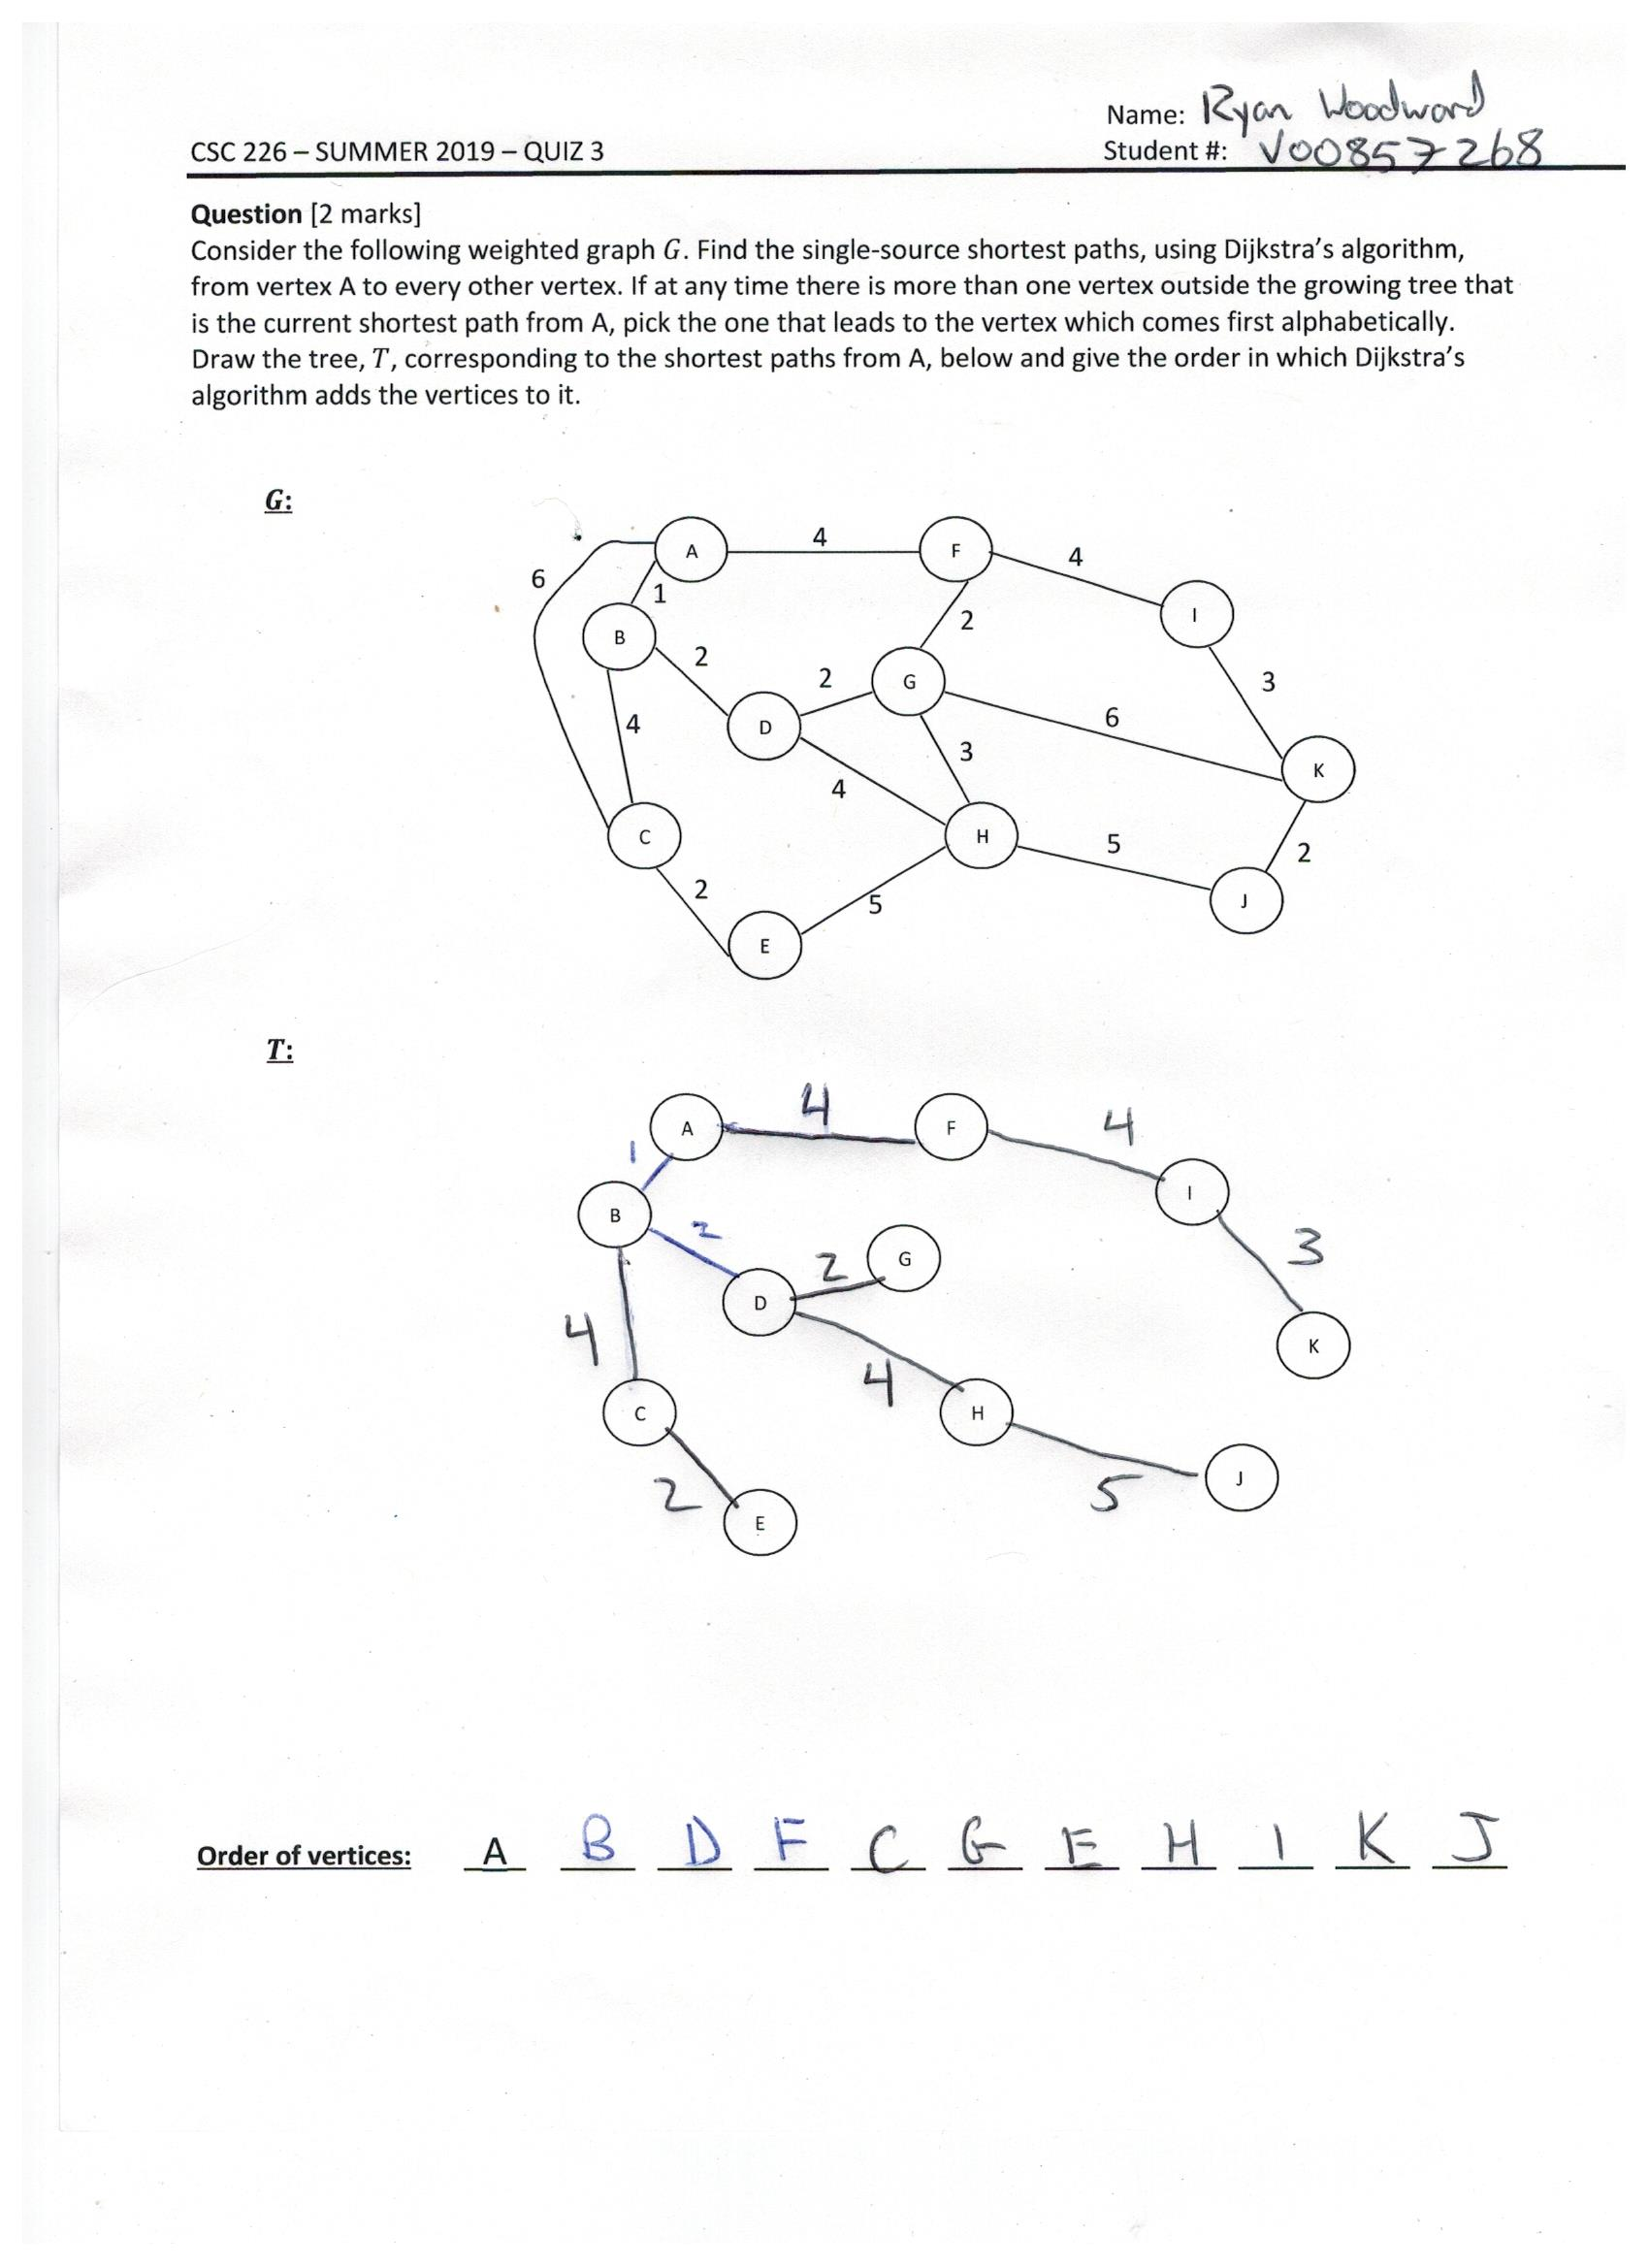 Name: Ryan Woodward
CSC 226 – SUMMER 2019 – QUIZ 3
Student #: V00857268
Question [2 marks]
Consider the following weighted graph G. Find the single-source shortest paths, using Dijkstra's algorithm,
from vertex A to every other vertex. If at any time there is more than one vertex outside the growing tree that
is the current shortest path from A, pick the one that leads to the vertex which comes first alphabetically.
Draw the tree, T, corresponding to the shortest paths from A, below and give the order in which Dijkstra's
algorithm adds the vertices to it.
G:
A 4 F 4
6 1 I
B 2 2
2 G 3
4 D 6
3 K
4
C H 5 2
2 5 J
E
T:
A 4 F 4
1 I
B 2 G 3
2
D K
4 4
C H J
2 5
E
Order of vertices: A B D F C G E H I K J